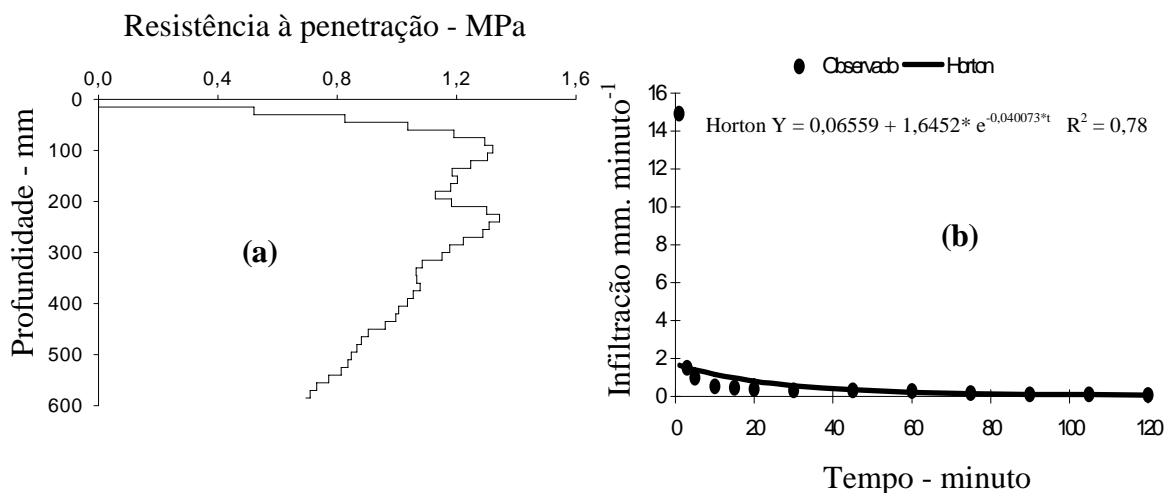 Resistência à penetração - MPa
0,0 0,4 0,8 1,2 1,6
Profundidade - mm
0
100
200
300
400
500
600
(a)
Observado Horton
Horton Y = 0,06559 + 1,6452* e^-0,040073*t R^2 = 0,78
Infiltração mm. minuto^-1
16
14
12
10
8
6
4
2
0
(b)
0 20 40 60 80 100 120
Tempo - minuto